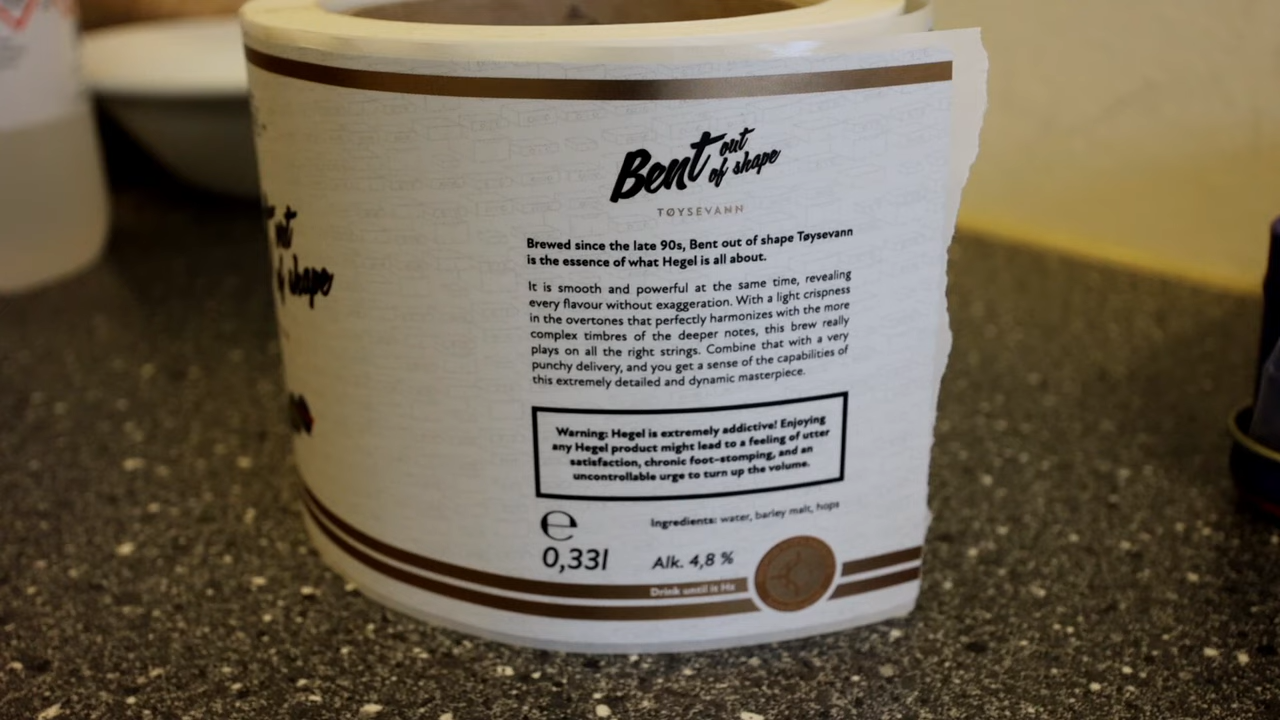 Bent out
of shape
TØYSEVANN
Brewed since the late 90s, Bent out of shape Tøysevann
is the essence of what Hegel is all about.
It is smooth and powerful at the same time, revealing
every flavour without exaggeration. With a light crispness
in the overtones that perfectly harmonizes with the more
complex timbres of the deeper notes, this brew really
plays on all the right strings. Combine that with a very
punchy delivery, and you get a sense of the capabilities of
this extremely detailed and dynamic masterpiece.
Warning: Hegel is extremely addictive! Enjoying
any Hegel product might lead to a feeling of utter
satisfaction, chronic foot-stomping, and an
uncontrollable urge to turn up the volume.
℮
Ingredients: water, barley malt, hops
0,33l
Alk. 4,8 %
Drink until it Hz
out
of shape